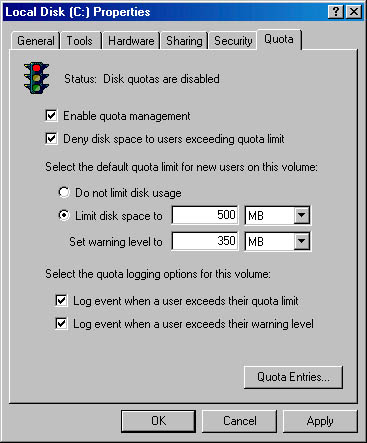 Local Disk (C:) Properties
General Tools Hardware Sharing Security Quota
Status: Disk quotas are disabled
Enable quota management
Deny disk space to users exceeding quota limit
Select the default quota limit for new users on this volume:
Do not limit disk usage
Limit disk space to 500 MB
Set warning level to 350 MB
Select the quota logging options for this volume:
Log event when a user exceeds their quota limit
Log event when a user exceeds their warning level
Quota Entries...
OK Cancel Apply